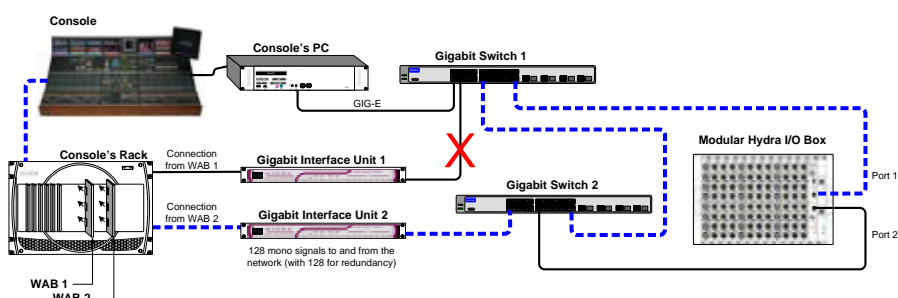 Console
Console's PC
Gigabit Switch 1
GIG-E
Modular Hydra I/O Box
Port 1
Port 2
Console's Rack
Connection
from WAB 1
Gigabit Interface Unit 1
X
Gigabit Switch 2
Connection
from WAB 2
Gigabit Interface Unit 2
128 mono signals to and from the
network (with 128 for redundancy)
WAB 1
WAB 2